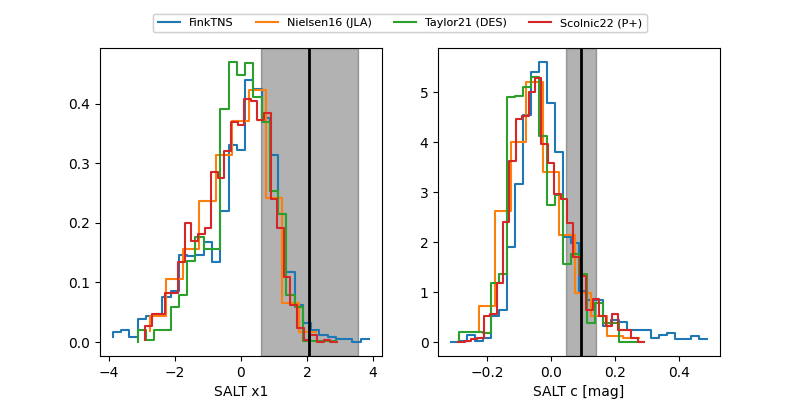 FinkTNS Nielsen16 (JLA) Taylor21 (DES) Scolnic22 (P+)
0.4
0.3
0.2
0.1
0.0
−4 −2 0 2 4
SALT x1
5
4
3
2
1
0
−0.2 0.0 0.2 0.4
SALT c [mag]